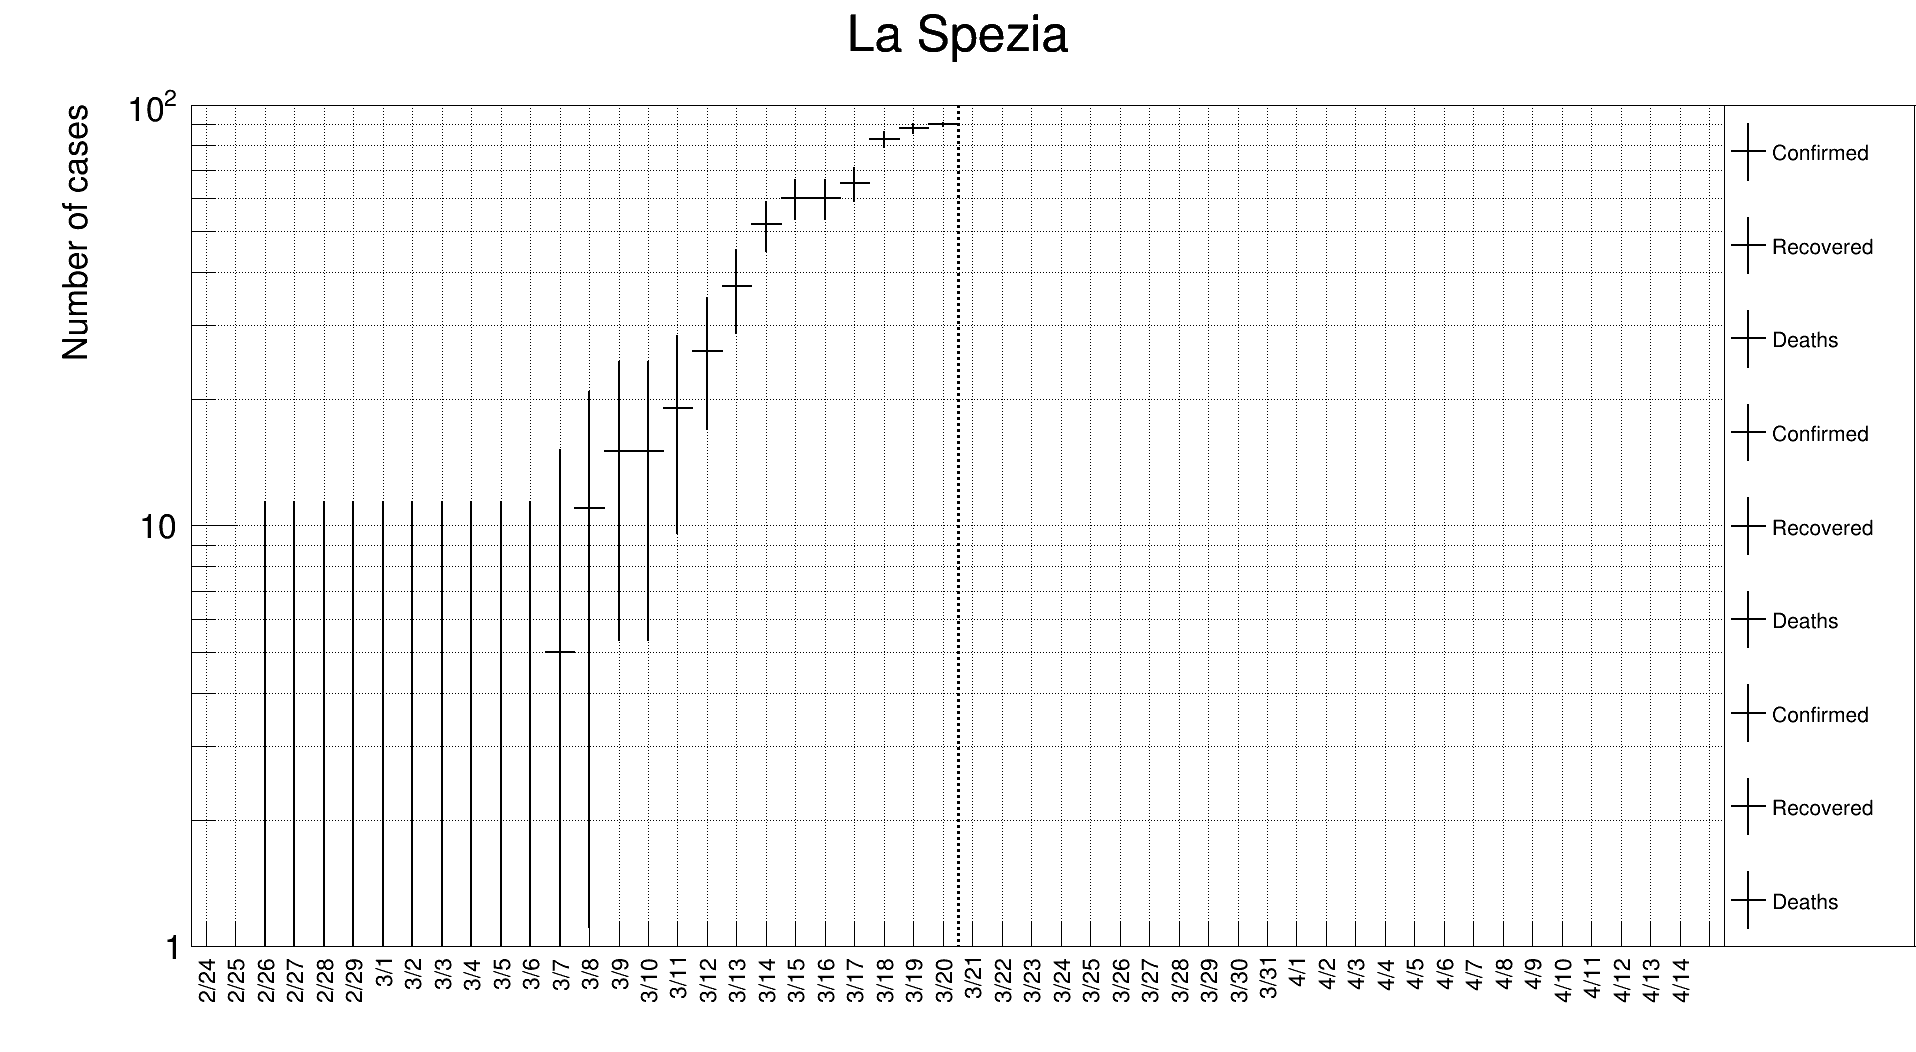 La Spezia
Number of cases
10²
10
1
2/24 2/25 2/26 2/27 2/28 2/29 3/1 3/2 3/3 3/4 3/5 3/6 3/7 3/8 3/9 3/10 3/11 3/12 3/13 3/14 3/15 3/16 3/17 3/18 3/19 3/20 3/21 3/22 3/23 3/24 3/25 3/26 3/27 3/28 3/29 3/30 3/31 4/1 4/2 4/3 4/4 4/5 4/6 4/7 4/8 4/9 4/10 4/11 4/12 4/13 4/14
Confirmed
Recovered
Deaths
Confirmed
Recovered
Deaths
Confirmed
Recovered
Deaths